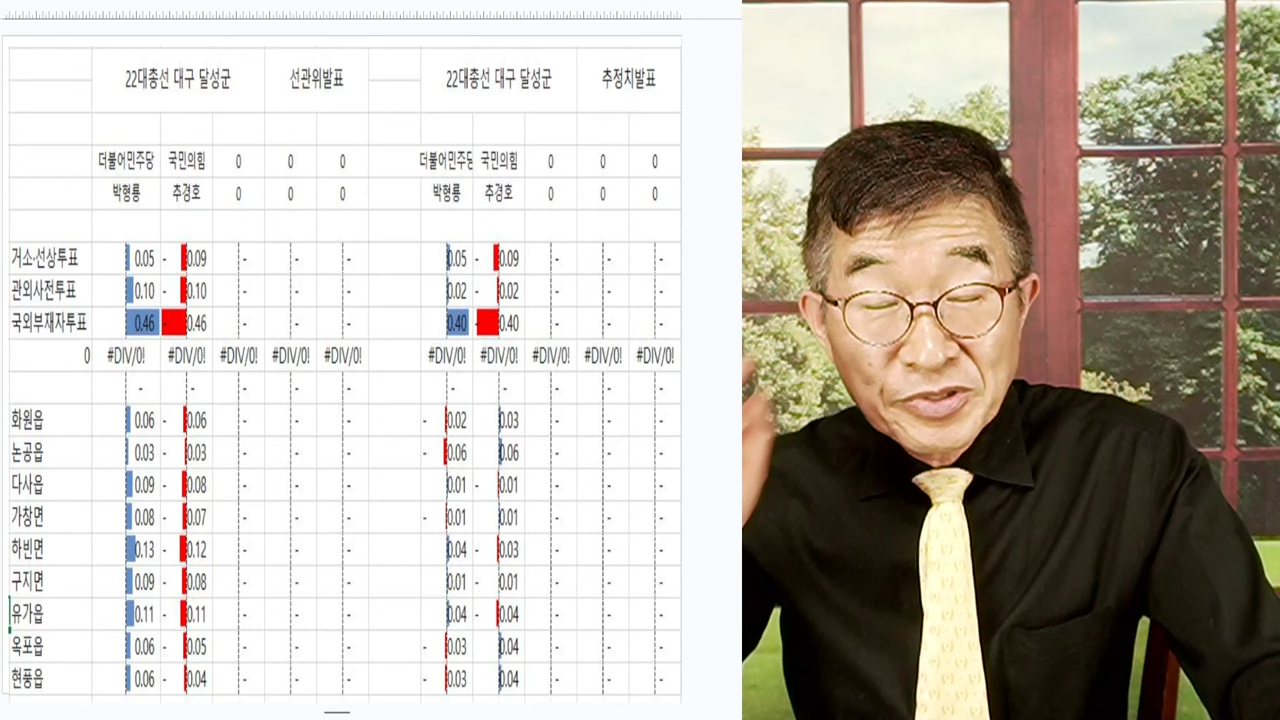 22대총선 대구 달성군 선관위발표 22대총선 대구 달성군 추정치발표
더불어민주당 국민의힘 0 0 0 더불어민주당 국민의힘 0 0 0
박형룡 추경호 0 0 0 박형룡 추경호 0 0 0
거소·선상투표 0.05 - 0.09 - - - 0.05 - 0.09 - - -
관외사전투표 0.10 - 0.10 - - - 0.02 - 0.02 - - -
국외부재자투표 0.46 - 0.46 - - - 0.40 - 0.40 - - -
0 #DIV/0! #DIV/0! #DIV/0! #DIV/0! #DIV/0! #DIV/0! #DIV/0! #DIV/0! #DIV/0! #DIV/0!
- - - - - - - - - -
화원읍 0.06 - 0.06 - - - - 0.02 0.03 - - -
논공읍 0.03 - 0.03 - - - - 0.06 0.06 - - -
다사읍 0.09 - 0.08 - - - - 0.01 - 0.01 - - -
가창면 0.08 - 0.07 - - - - 0.01 0.01 - - -
하빈면 0.13 - 0.12 - - - 0.04 - 0.03 - - -
구지면 0.09 - 0.08 - - - 0.01 - 0.01 - - -
유가읍 0.11 - 0.11 - - - 0.04 - 0.04 - - -
옥포읍 0.06 - 0.05 - - - - 0.03 0.04 - - -
현풍읍 0.06 - 0.04 - - - - 0.03 0.04 - - -